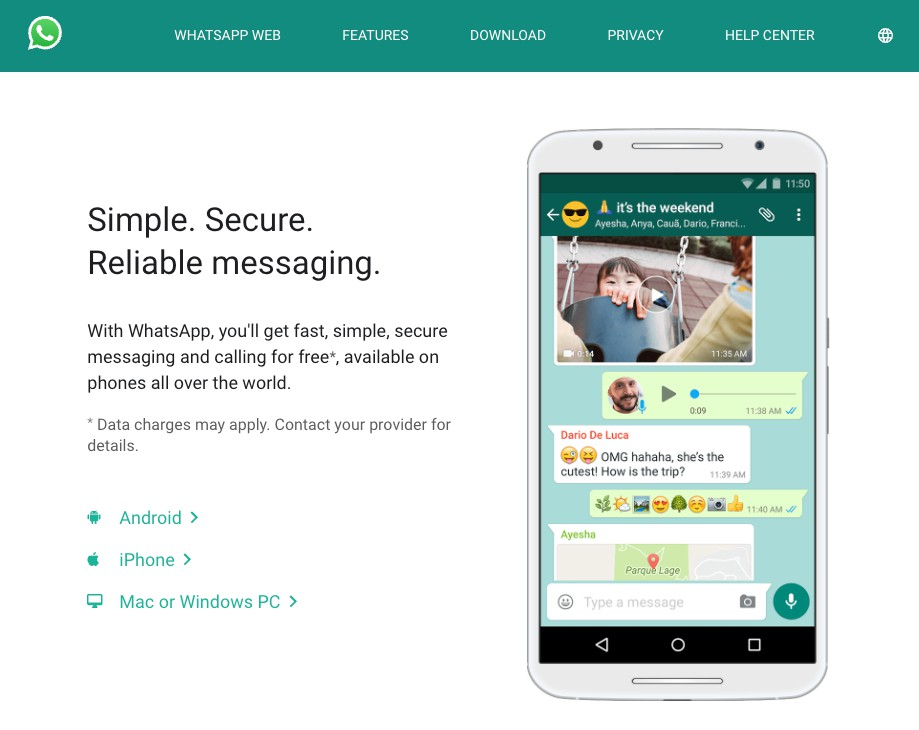 WHATSAPP WEB FEATURES DOWNLOAD PRIVACY HELP CENTER
Simple. Secure.
Reliable messaging.
With WhatsApp, you'll get fast, simple, secure
messaging and calling for free*, available on
phones all over the world.
* Data charges may apply. Contact your provider for
details.
Android
iPhone
Mac or Windows PC
11:50
🙏 it's the weekend
Ayesha, Anya, Cauã, Dario, Franci...
0:14 11:35 AM
0:09 11:38 AM
Dario De Luca
😜😝 OMG hahaha, she's the
cutest! How is the trip? 11:39 AM
🌿🌤🏞😍🌳☺️📷👍 11:40 AM
Ayesha
Parque Lage
Type a message